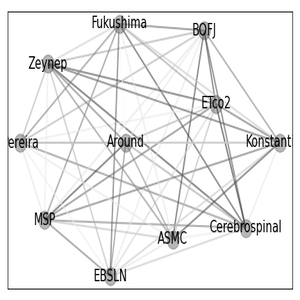 Fukushima
BOFJ
Zeynep
ETco2
ereira
Around
Konstant
MSP
ASMC
Cerebrospinal
EBSLN